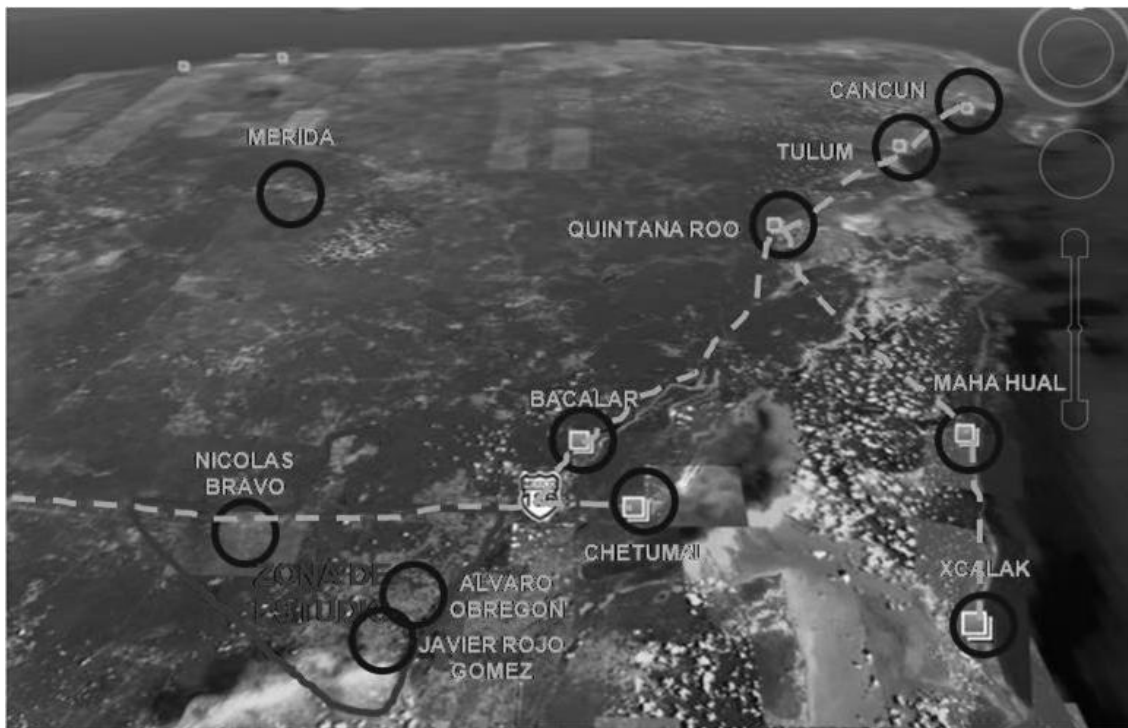 CANCUN
MERIDA
TULUM
QUINTANA ROO
MAHA HUAL
BACALAR
NICOLAS
BRAVO
CHETUMAL
XCALAK
ZONA DE
ESTUDIO
ALVARO
OBREGON
JAVIER ROJO
GOMEZ